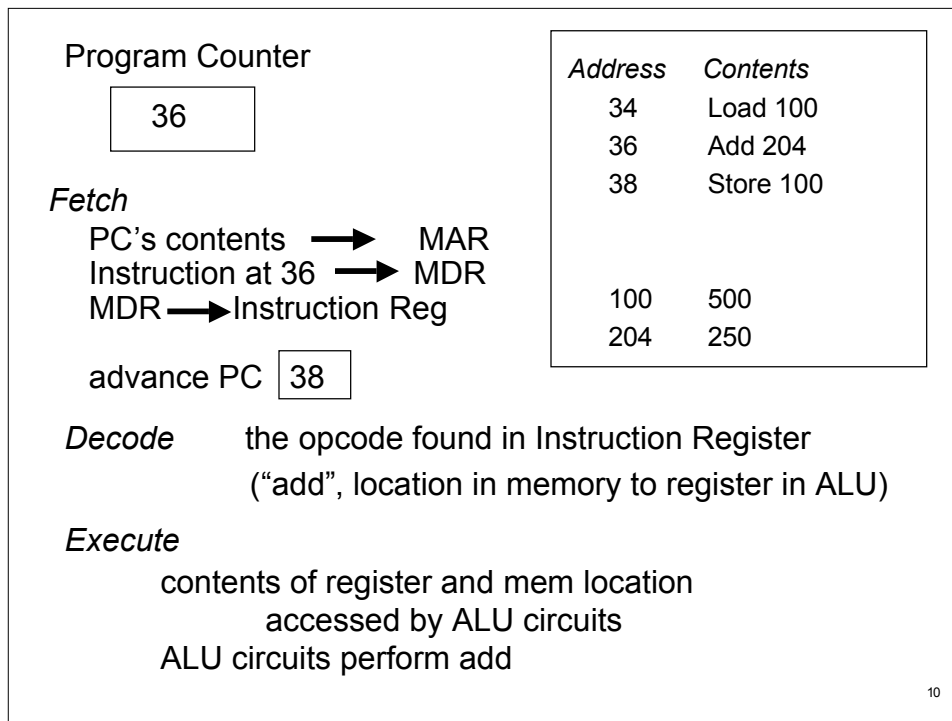 Program Counter
36
Address Contents
34 Load 100
36 Add 204
38 Store 100
100 500
204 250
Fetch
PC's contents → MAR
Instruction at 36 → MDR
MDR → Instruction Reg
advance PC 38
Decode the opcode found in Instruction Register
("add", location in memory to register in ALU)
Execute
contents of register and mem location
accessed by ALU circuits
ALU circuits perform add
10